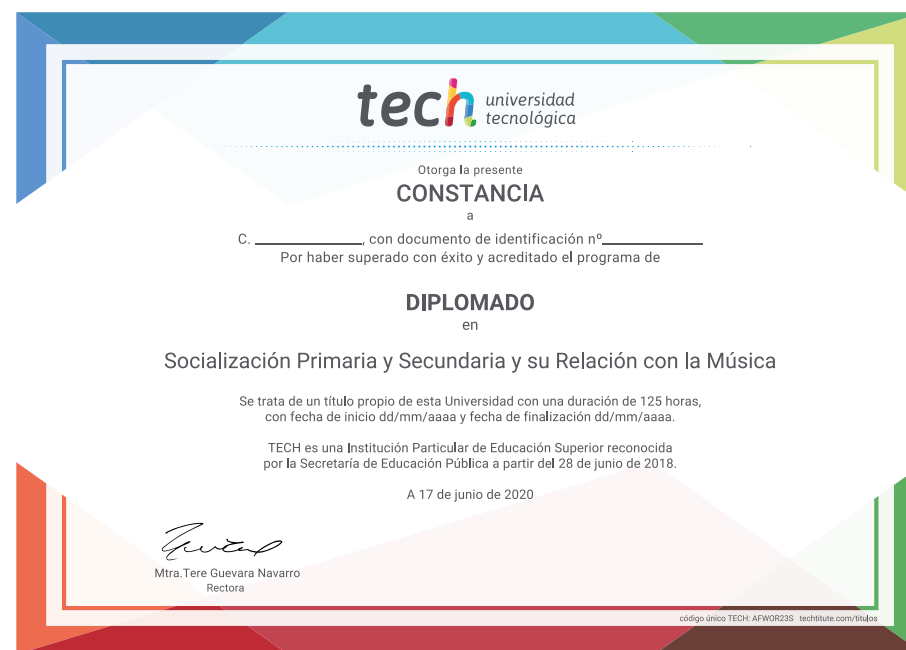 tech universidad
tecnológica
Otorga la presente
CONSTANCIA
a
C. ____________, con documento de identificación nº____________
Por haber superado con éxito y acreditado el programa de
DIPLOMADO
en
Socialización Primaria y Secundaria y su Relación con la Música
Se trata de un título propio de esta Universidad con una duración de 125 horas,
con fecha de inicio dd/mm/aaaa y fecha de finalización dd/mm/aaaa.
TECH es una Institución Particular de Educación Superior reconocida
por la Secretaría de Educación Pública a partir del 28 de junio de 2018.
A 17 de junio de 2020
Mtra.Tere Guevara Navarro
Rectora
código único TECH: AFWOR23S techtitute.com/titulos